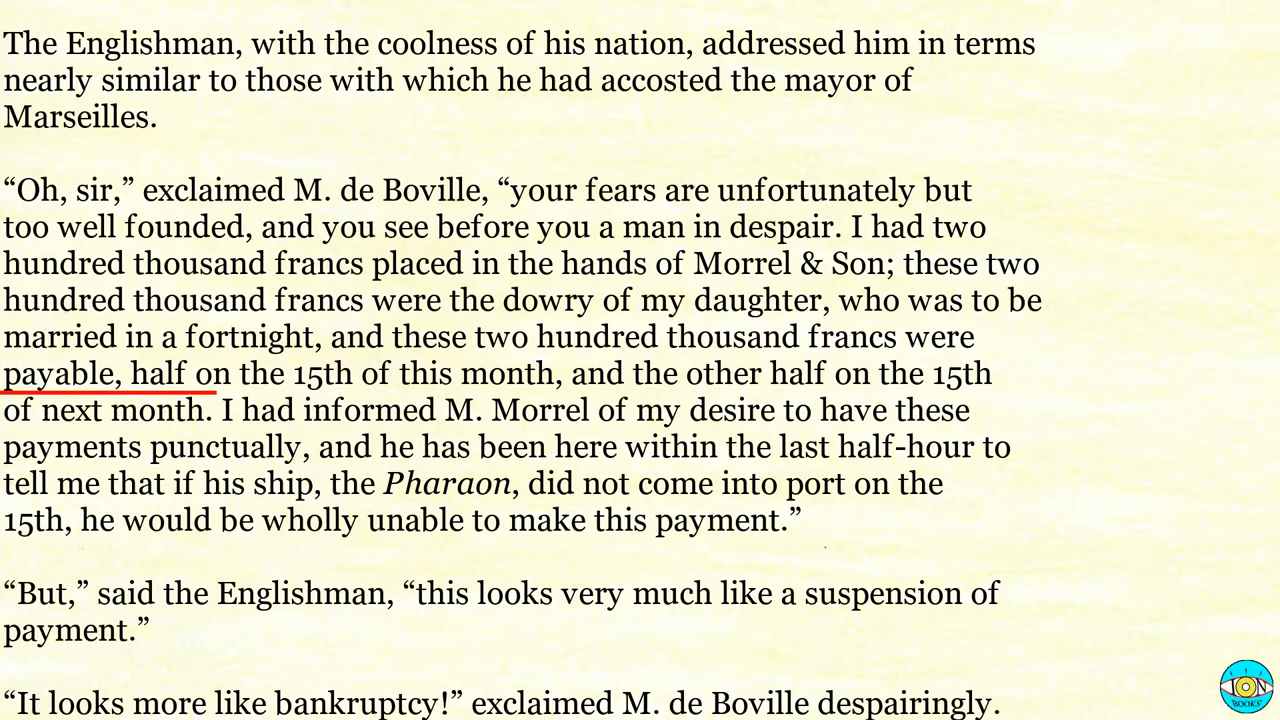 The Englishman, with the coolness of his nation, addressed him in terms
nearly similar to those with which he had accosted the mayor of
Marseilles.
“Oh, sir,” exclaimed M. de Boville, “your fears are unfortunately but
too well founded, and you see before you a man in despair. I had two
hundred thousand francs placed in the hands of Morrel & Son; these two
hundred thousand francs were the dowry of my daughter, who was to be
married in a fortnight, and these two hundred thousand francs were
payable, half on the 15th of this month, and the other half on the 15th
of next month. I had informed M. Morrel of my desire to have these
payments punctually, and he has been here within the last half-hour to
tell me that if his ship, the Pharaon, did not come into port on the
15th, he would be wholly unable to make this payment.”
“But,” said the Englishman, “this looks very much like a suspension of
payment.”
“It looks more like bankruptcy!” exclaimed M. de Boville despairingly.
ION
BOOKS